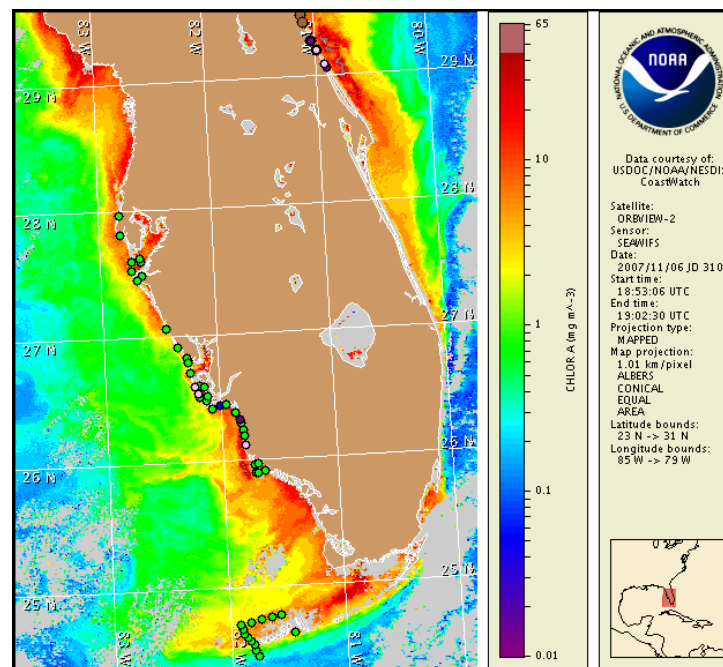 83 W
82 W
81 W
80 W
29 N
29 N
28 N
28 N
27 N
27 N
26 N
26 N
25 N
25 N
83 W
82
81 W
65
10
1
0.1
0.01
CHLOR A (mg m^-3)
NATIONAL OCEANIC AND ATMOSPHERIC ADMINISTRATION
NOAA
U.S. DEPARTMENT OF COMMERCE
Data courtesy of:
USDOC/NOAA/NESDIS
CoastWatch
Satellite:
ORBVIEW-2
Sensor:
SEAWIFS
Date:
2007/11/06 JD 310
Start time:
18:53:06 UTC
End time:
19:02:30 UTC
Projection type:
MAPPED
Map projection:
1.01 km/pixel
ALBERS
CONICAL
EQUAL
AREA
Latitude bounds:
23 N -> 31 N
Longitude bounds:
85 W -> 79 W